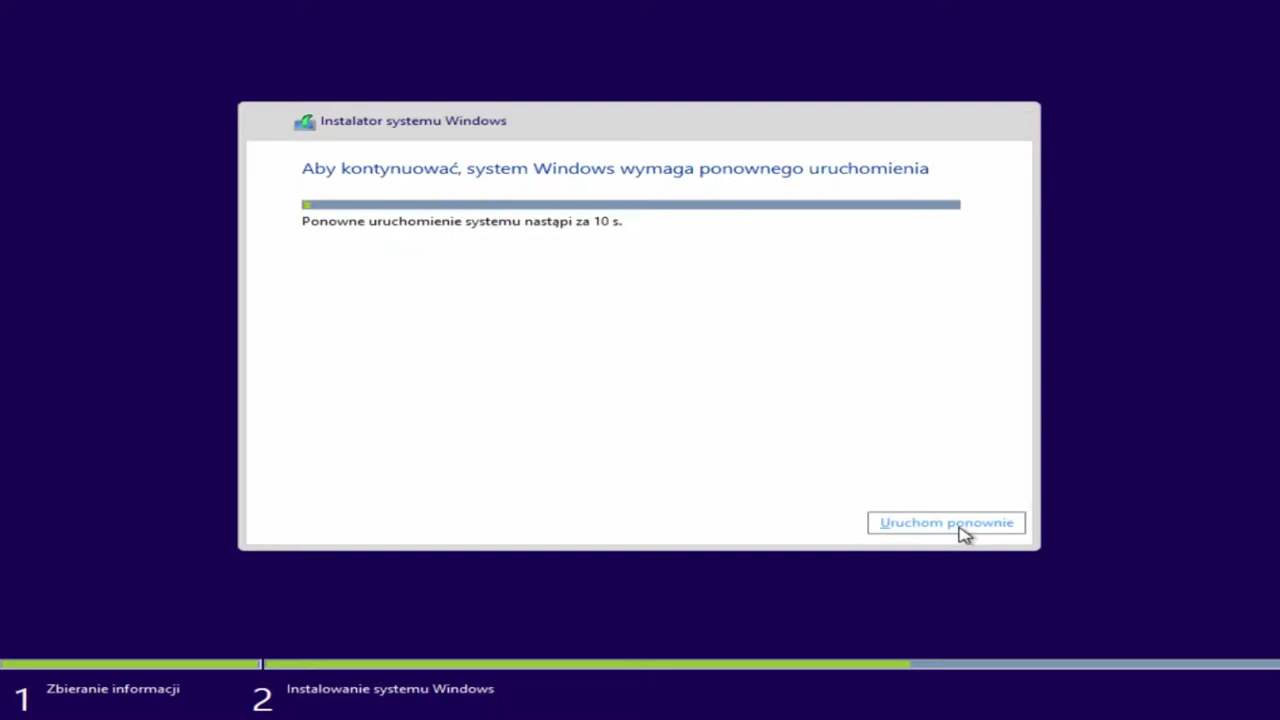 Instalator systemu Windows
Aby kontynuować, system Windows wymaga ponownego uruchomienia
Ponowne uruchomienie systemu nastąpi za 10 s.
Uruchom ponownie
1 Zbieranie informacji
2 Instalowanie systemu Windows